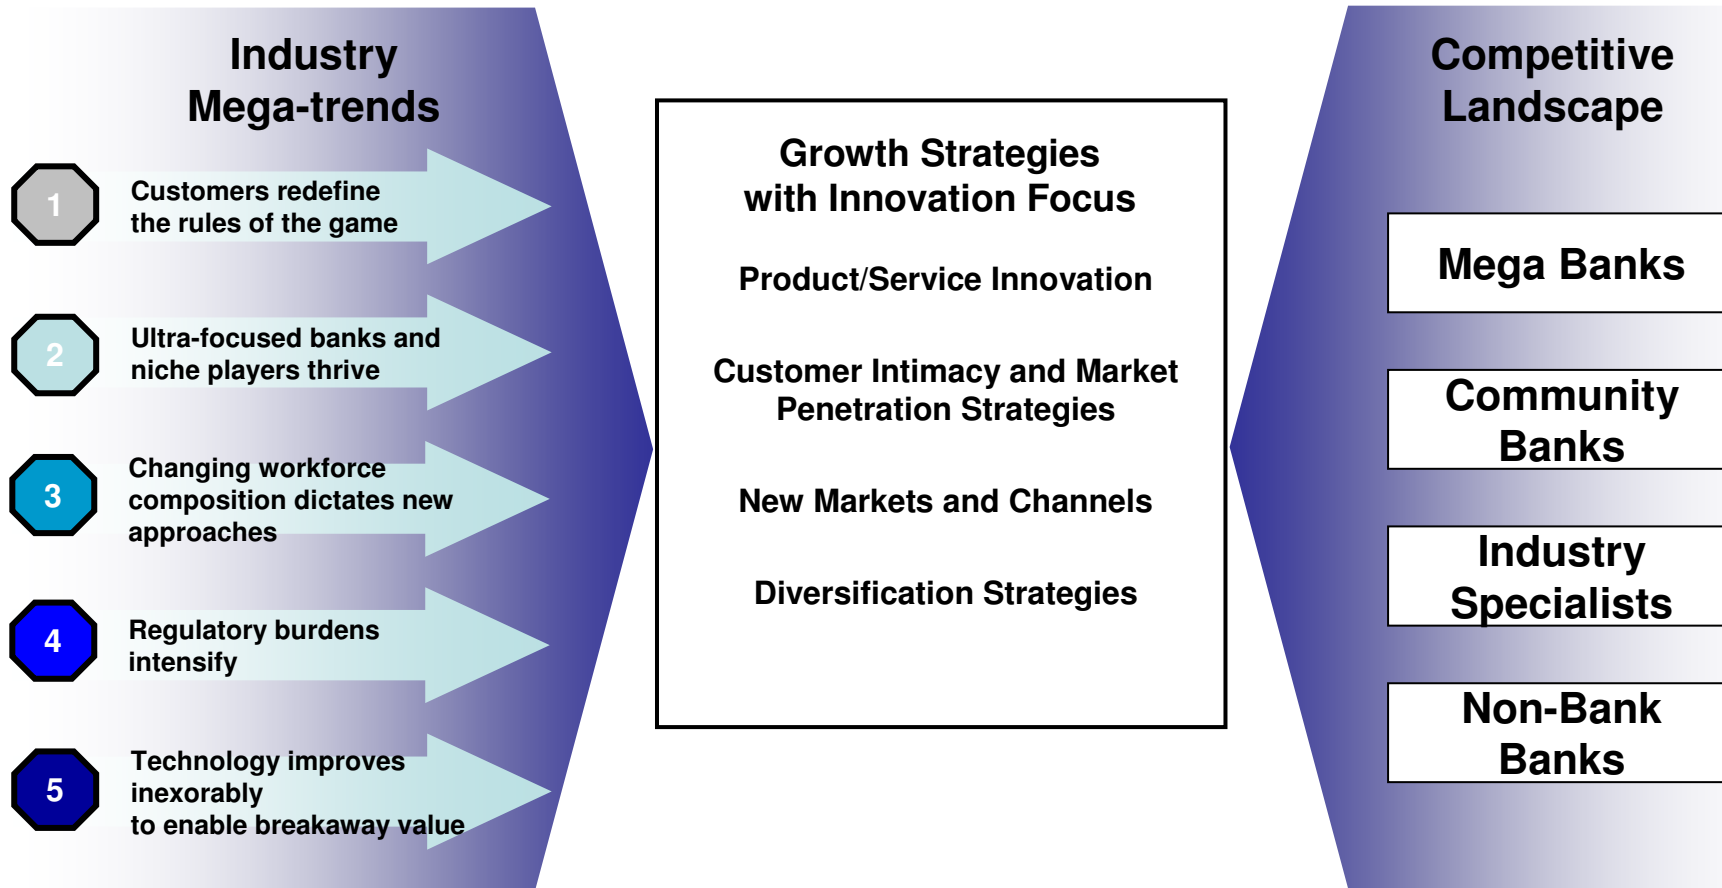 Industry
Mega-trends
1
Customers redefine
the rules of the game
2
Ultra-focused banks and
niche players thrive
3
Changing workforce
composition dictates new
approaches
4
Regulatory burdens
intensify
5
Technology improves
inexorably
to enable breakaway value
Growth Strategies
with Innovation Focus
Product/Service Innovation
Customer Intimacy and Market
Penetration Strategies
New Markets and Channels
Diversification Strategies
Competitive
Landscape
Mega Banks
Community
Banks
Industry
Specialists
Non-Bank
Banks